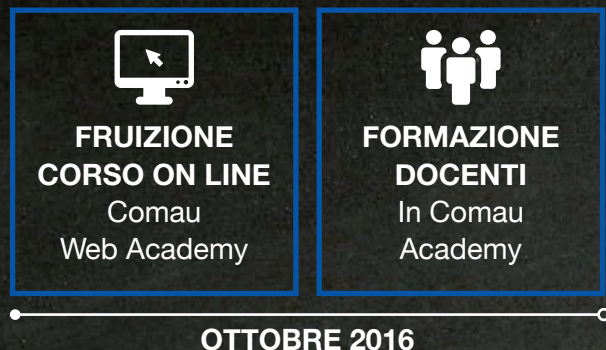 FRUIZIONE
CORSO ON LINE
Comau
Web Academy
FORMAZIONE
DOCENTI
In Comau
Academy
OTTOBRE 2016